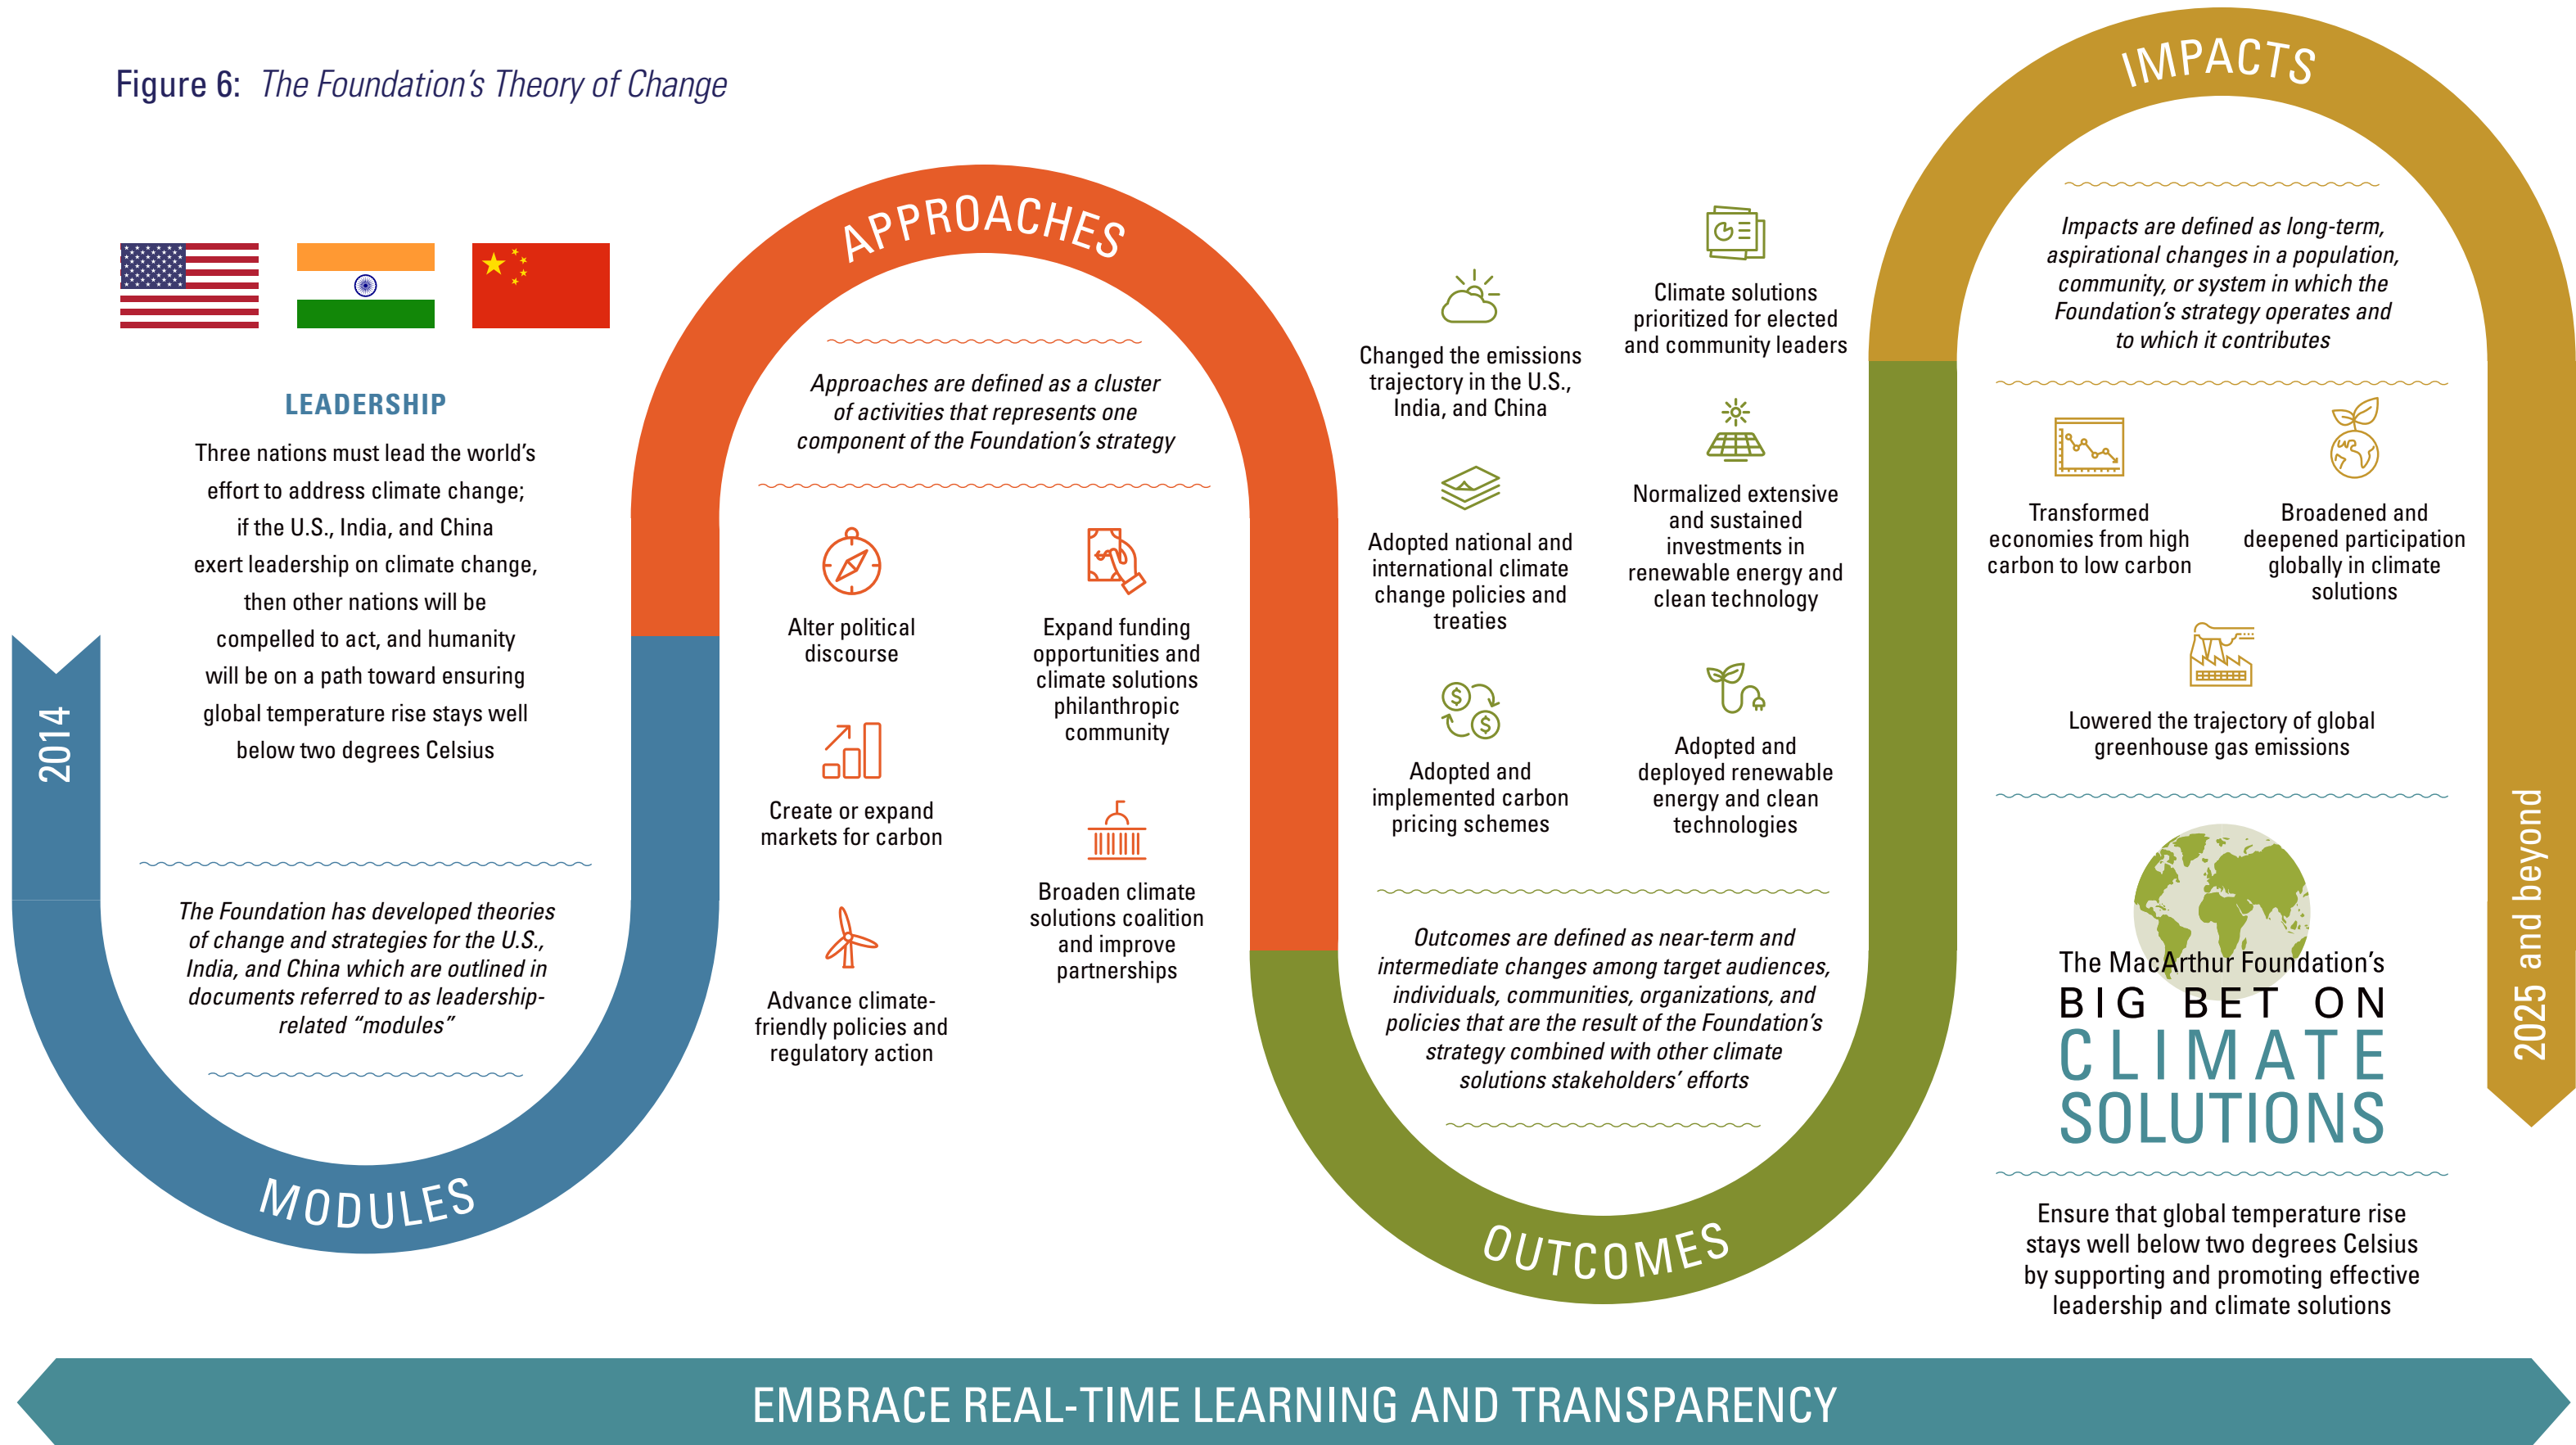 Figure 6: The Foundation's Theory of Change
2014
LEADERSHIP
Three nations must lead the world's
effort to address climate change;
if the U.S., India, and China
exert leadership on climate change,
then other nations will be
compelled to act, and humanity
will be on a path toward ensuring
global temperature rise stays well
below two degrees Celsius
The Foundation has developed theories
of change and strategies for the U.S.,
India, and China which are outlined in
documents referred to as leadership-
related “modules”
MODULES
APPROACHES
Approaches are defined as a cluster
of activities that represents one
component of the Foundation's strategy
Alter political
discourse
Create or expand
markets for carbon
Advance climate-
friendly policies and
regulatory action
Expand funding
opportunities and
climate solutions
philanthropic
community
Broaden climate
solutions coalition
and improve
partnerships
Changed the emissions
trajectory in the U.S.,
India, and China
Adopted national and
international climate
change policies and
treaties
Adopted and
implemented carbon
pricing schemes
Climate solutions
prioritized for elected
and community leaders
Normalized extensive
and sustained
investments in
renewable energy and
clean technology
Adopted and
deployed renewable
energy and clean
technologies
Outcomes are defined as near-term and
intermediate changes among target audiences,
individuals, communities, organizations, and
policies that are the result of the Foundation's
strategy combined with other climate
solutions stakeholders' efforts
OUTCOMES
IMPACTS
Impacts are defined as long-term,
aspirational changes in a population,
community, or system in which the
Foundation's strategy operates and
to which it contributes
Transformed
economies from high
carbon to low carbon
Broadened and
deepened participation
globally in climate
solutions
Lowered the trajectory of global
greenhouse gas emissions
The MacArthur Foundation's
BIG BET ON
CLIMATE
SOLUTIONS
Ensure that global temperature rise
stays well below two degrees Celsius
by supporting and promoting effective
leadership and climate solutions
2025 and beyond
EMBRACE REAL-TIME LEARNING AND TRANSPARENCY